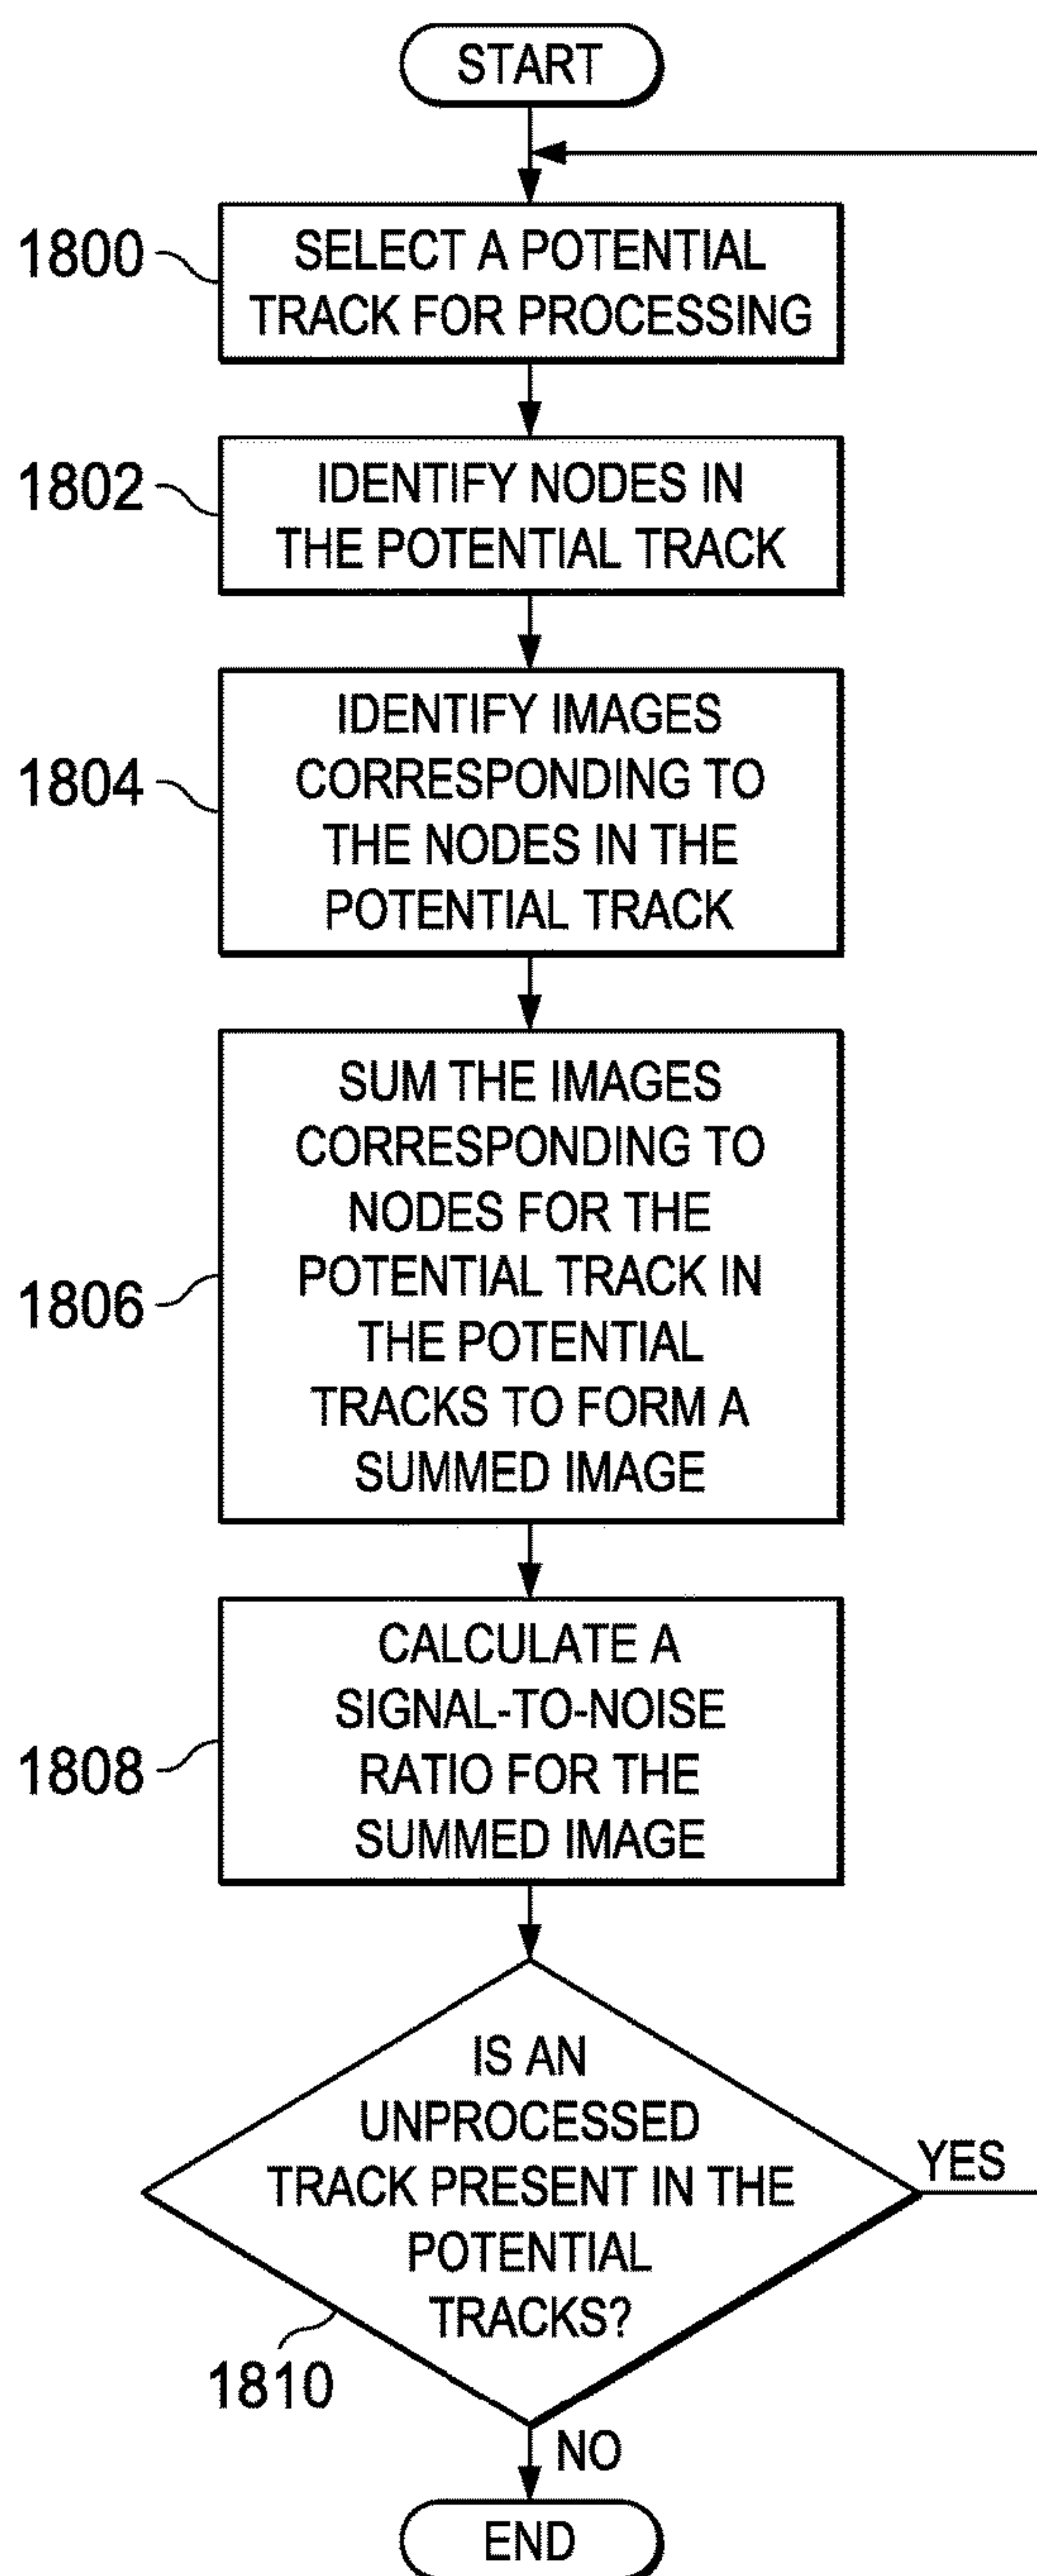 START
1800
SELECT A POTENTIAL
TRACK FOR PROCESSING
1802
IDENTIFY NODES IN
THE POTENTIAL TRACK
1804
IDENTIFY IMAGES
CORRESPONDING TO
THE NODES IN THE
POTENTIAL TRACK
1806
SUM THE IMAGES
CORRESPONDING TO
NODES FOR THE
POTENTIAL TRACK IN
THE POTENTIAL
TRACKS TO FORM A
SUMMED IMAGE
1808
CALCULATE A
SIGNAL-TO-NOISE
RATIO FOR THE
SUMMED IMAGE
IS AN
UNPROCESSED
TRACK PRESENT IN THE
POTENTIAL
TRACKS?
YES
1810
NO
END